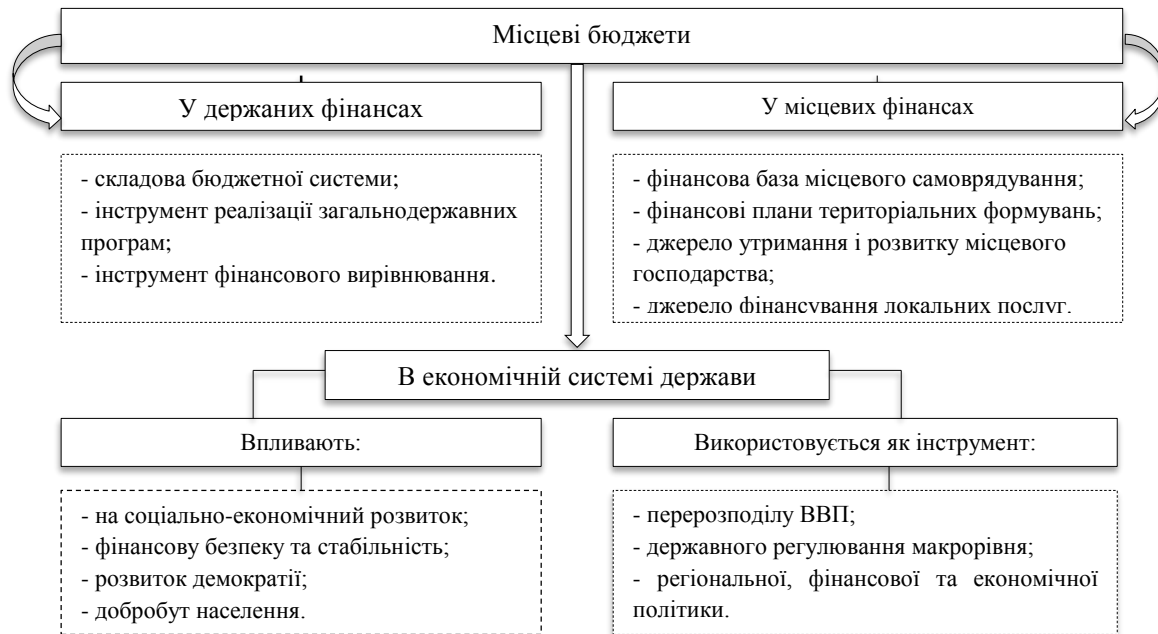 Місцеві бюджети
У держаних фінансах
У місцевих фінансах
- складова бюджетної системи;
- інструмент реалізації загальнодержавних
програм;
- інструмент фінансового вирівнювання.
- фінансова база місцевого самоврядування;
- фінансові плани територіальних формувань;
- джерело утримання і розвитку місцевого
господарства;
- джерело фінансування локальних послуг.
В економічній системі держави
Впливають:
Використовується як інструмент:
- на соціально-економічний розвиток;
- фінансову безпеку та стабільність;
- розвиток демократії;
- добробут населення.
- перерозподілу ВВП;
- державного регулювання макрорівня;
- регіональної, фінансової та економічної
політики.